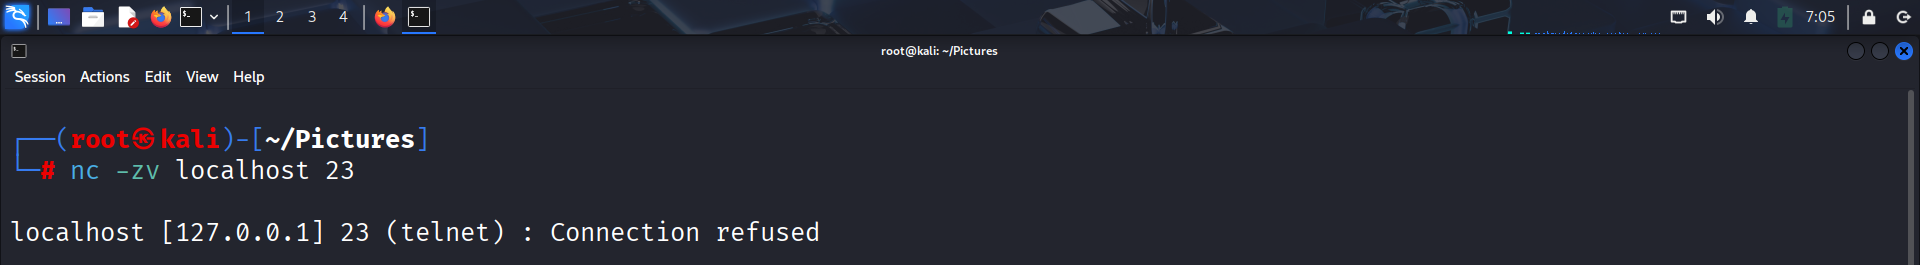 1 2 3 4 7:05
root@kali: ~/Pictures
Session Actions Edit View Help
┌──(root㉿kali)-[~/Pictures]
└─# nc -zv localhost 23
localhost [127.0.0.1] 23 (telnet) : Connection refused